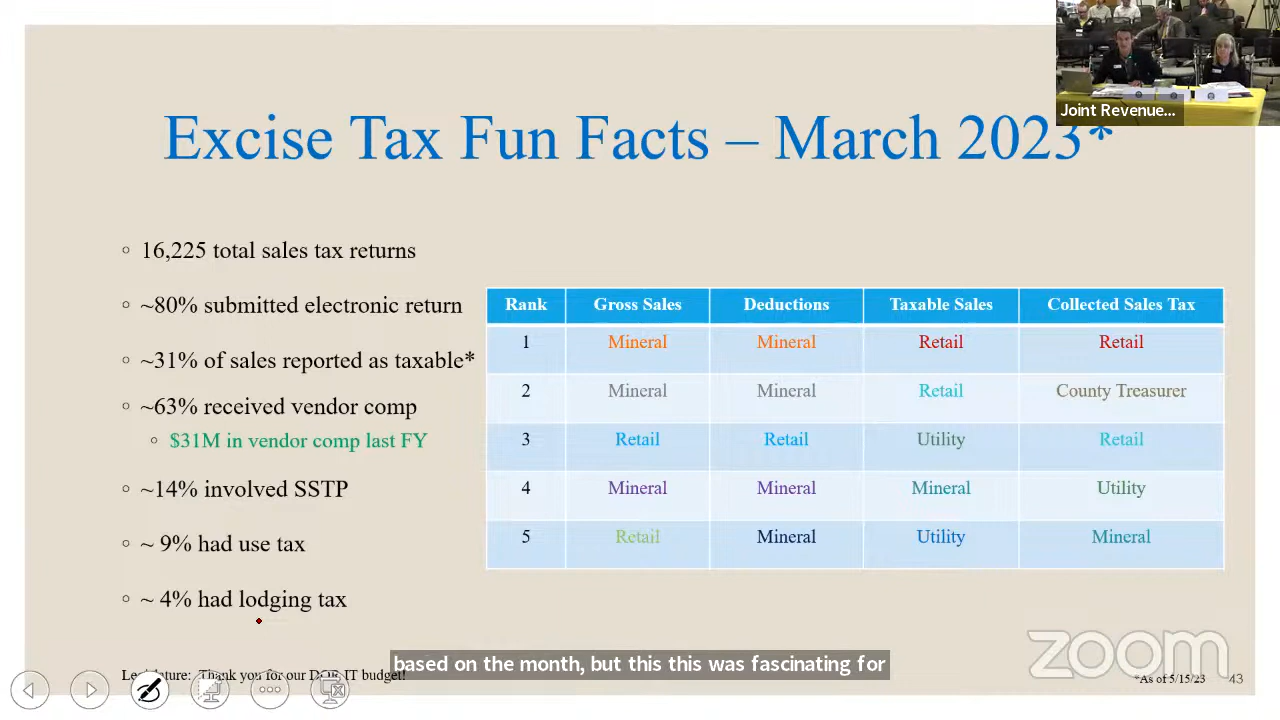 Joint Revenue...
Excise Tax Fun Facts – March 2023*
◦ 16,225 total sales tax returns
◦ ~80% submitted electronic return
◦ ~31% of sales reported as taxable*
◦ ~63% received vendor comp
◦ $31M in vendor comp last FY
◦ ~14% involved SSTP
◦ ~ 9% had use tax
◦ ~ 4% had lodging tax
Rank Gross Sales Deductions Taxable Sales Collected Sales Tax
1 Mineral Mineral Retail Retail
2 Mineral Mineral Retail County Treasurer
3 Retail Retail Utility Retail
4 Mineral Mineral Mineral Utility
5 Retail Mineral Utility Mineral
based on the month, but this this was fascinating for
Legislature: Thank you for our DOR IT budget!
zoom
*As of 5/15/23
43